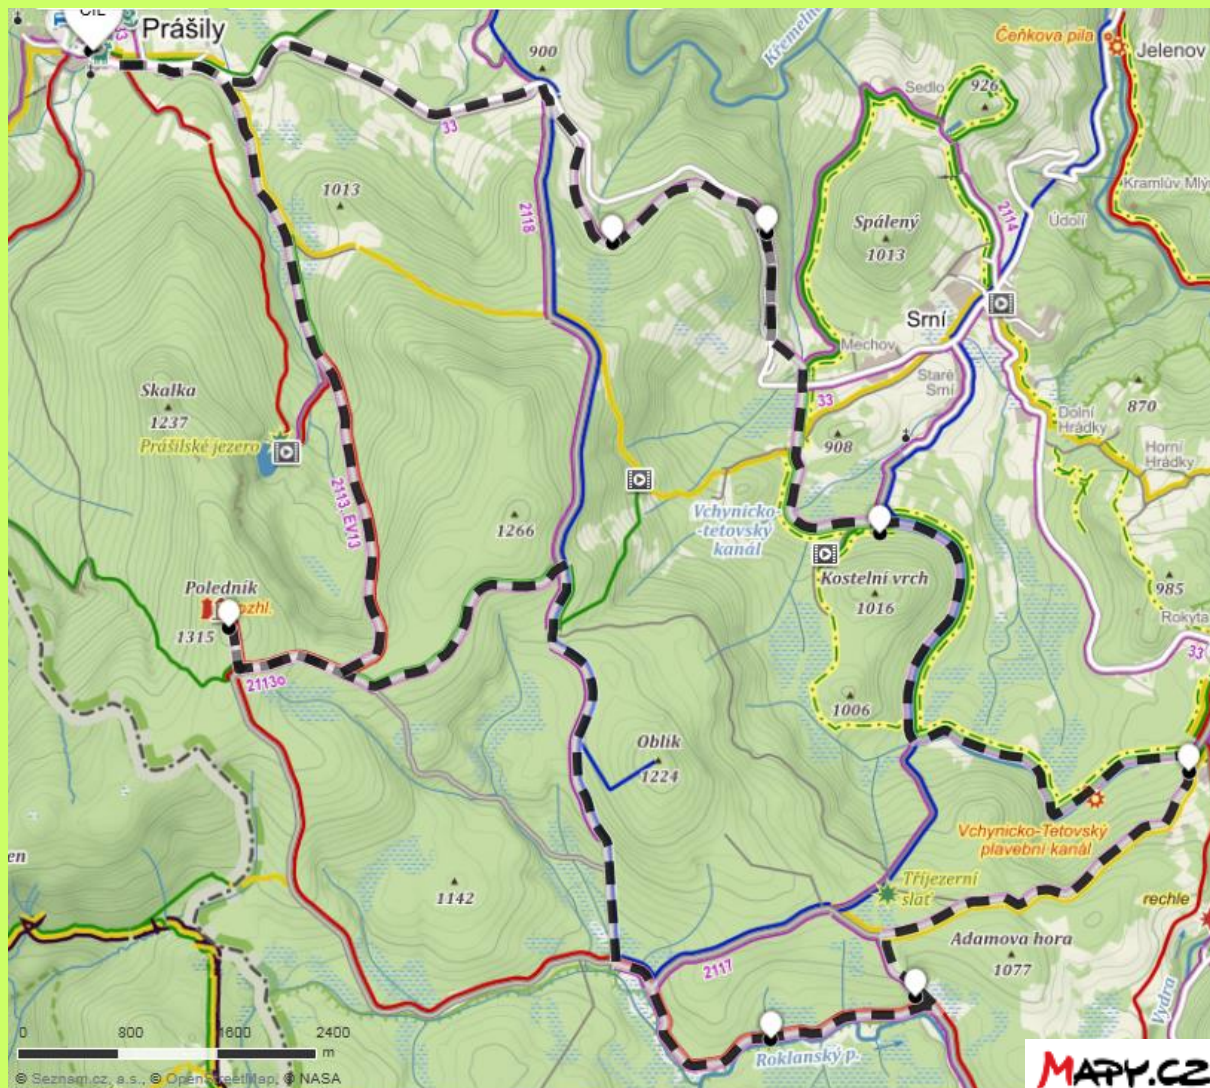 CÍL
33
Prášily
900
Křemelná
Čeňkova pila
Jelenov
Sedlo
926
33
Kramlův Mlýn
1013
2118
2114
Údolí
Spálený
1013
Srní
Mechov
Staré
Srní
Skalka
1237
33
870
Dolní
Hrádky
Prášilské jezero
908
Horní
Hrádky
2113. EV13
Vchynicko-
-tetovský
kanál
1266
Kostelní vrch
1016
985
Poledník
rozhl.
1315
Rokyta
33
2113a
1006
Oblík
1224
Vchynicko-Tetovský
plavební kanál
en
Tříjezerní
slať
1142
rechle
Adamova hora
1077
2117
Vydra
0 800 1600 2400
m
Roklanský p.
© Seznam.cz, a.s., © OpenStreetMap, © NASA
MAPY.CZ